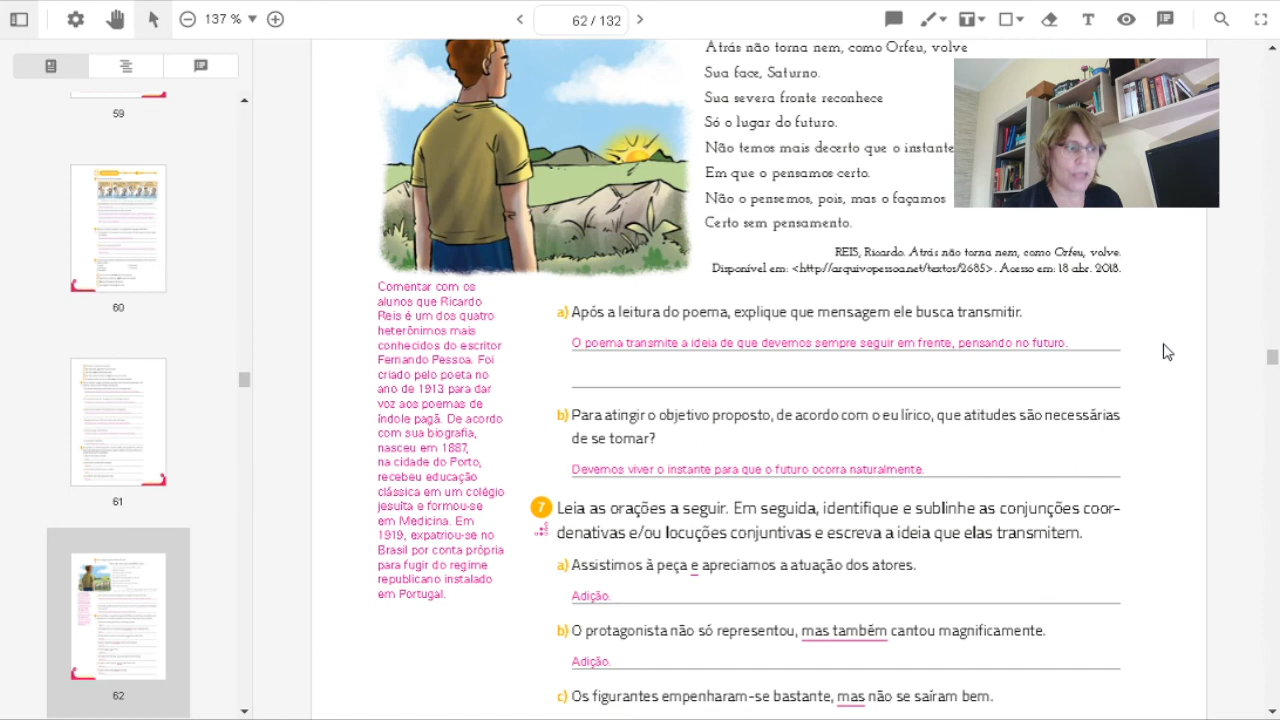 137 %
62 / 132
59
60
61
62
Atrás não torna nem, como Orfeu, volve
Sua face, Saturno.
Sua severa fronte reconhece
Só o lugar do futuro.
Não temos mais decerto que o instante
Em que o pensamos certo.
Não o pensemos, pois, mas o façamos
Certo sem pensamento.
REIS, Ricardo. Atrás não torna nem, como Orfeu, volve.
Disponível em: <http://arquivopessoa.net/textos/2685>. Acesso em: 18 abr. 2018.
Comentar com os
alunos que Ricardo
Reis é um dos quatro
heterônimos mais
conhecidos do escritor
Fernando Pessoa. Foi
criado pelo poeta no
ano de 1913 para dar
voz aos poemas de
índole pagã. De acordo
com sua biografia,
nasceu em 1887,
na cidade do Porto,
recebeu educação
clássica em um colégio
jesuíta e formou-se
em Medicina. Em
1919, expatriou-se no
Brasil por conta própria
para fugir do regime
republicano instalado
em Portugal.
a) Após a leitura do poema, explique que mensagem ele busca transmitir.
O poema transmite a ideia de que devemos sempre seguir em frente, pensando no futuro.
b) Para atingir o objetivo proposto, de acordo com o eu lírico, que atitudes são necessárias
de se tomar?
Devemos viver o instante para que o futuro ocorra naturalmente.
7 Leia as orações a seguir. Em seguida, identifique e sublinhe as conjunções coor-
denativas e/ou locuções conjuntivas e escreva a ideia que elas transmitem.
a) Assistimos à peça e apreciamos a atuação dos atores.
Adição.
b) O protagonista não só representou, mas também cantou magnificamente.
Adição.
c) Os figurantes empenharam-se bastante, mas não se saíram bem.